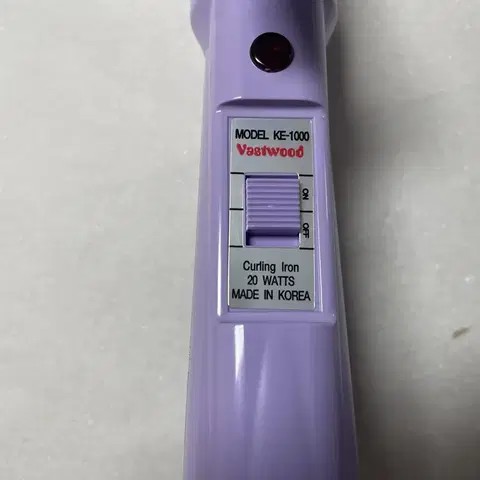 MODEL KE-1000
Vastwood
ON
OFF
Curling Iron
20 WATTS
MADE IN KOREA